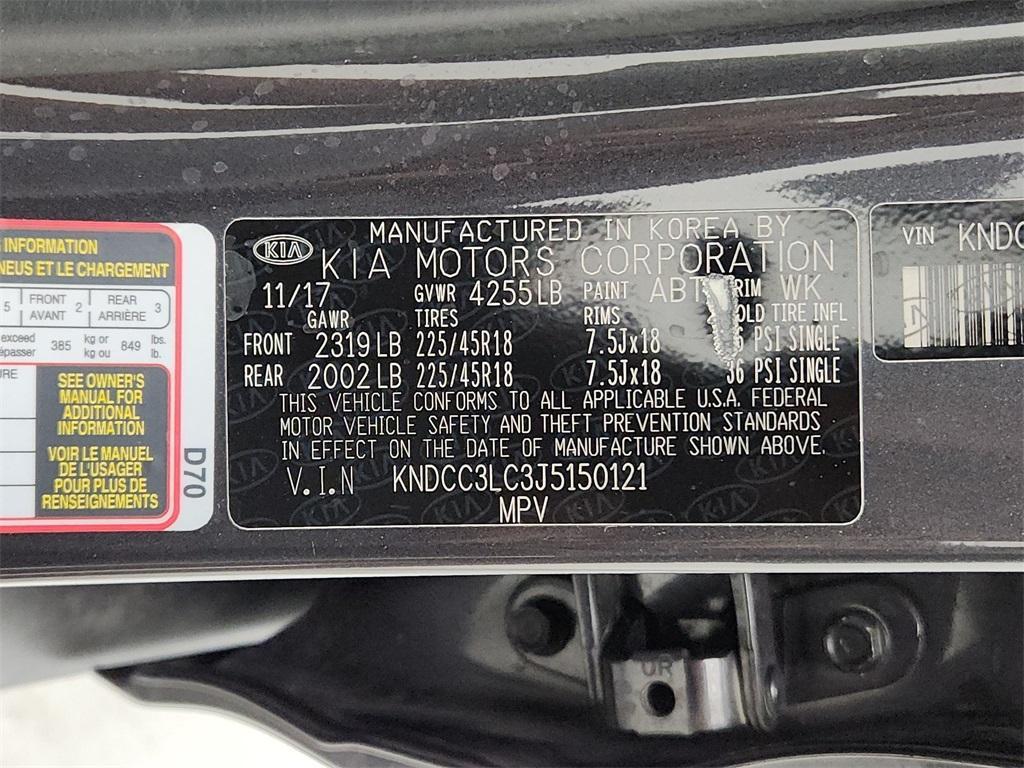 INFORMATION
NEUS ET LE CHARGEMENT
5 FRONT AVANT 2 REAR ARRIÈRE 3
exceed
dépasser 385 kg or kg ou 849 lbs. lb.
SEE OWNER'S
MANUAL FOR
ADDITIONAL
INFORMATION
VOIR LE MANUEL
DE L'USAGER
POUR PLUS DE
RENSEIGNEMENTS
D70
KIA
MANUFACTURED IN KOREA BY
KIA MOTORS CORPORATION
11/17 GVWR 4255LB PAINT WK
GAWR TIRES RIMS TIRE INFL
FRONT 2319LB 225/45R18 7.5Jx18 PSI SINGLE
REAR 2002LB 225/45R18 7.5Jx18 36 PSI SINGLE
THIS VEHICLE CONFORMS TO ALL APPLICABLE U.S.A. FEDERAL
MOTOR VEHICLE SAFETY AND THEFT PREVENTION STANDARDS
IN EFFECT ON THE DATE OF MANUFACTURE SHOWN ABOVE.
V.I.N KNDCC3LC3J5150121
MPV
VIN KNDC
UR